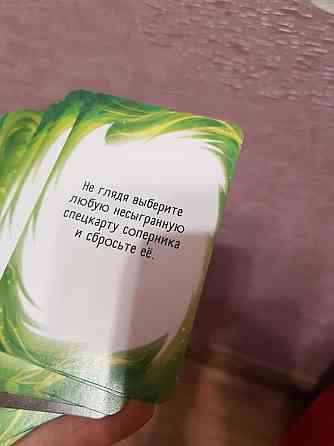 Не глядя выберите
любую несыгранную
спецкарту соперника
и сбросьте её.